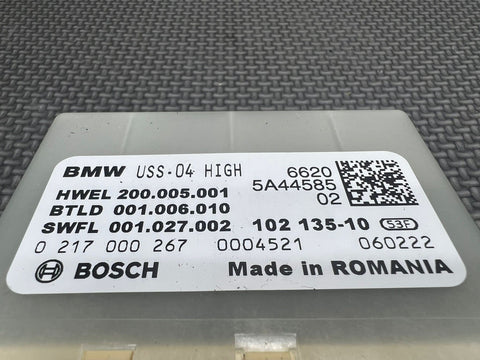 BMW USS-04 HIGH 6620
HWEL 200.005.001 5A44585
BTLD 001.006.010 02
SWFL 001.027.002 102 135-10 S3F
0 217 000 267 0004521 060222
BOSCH Made in ROMANIA